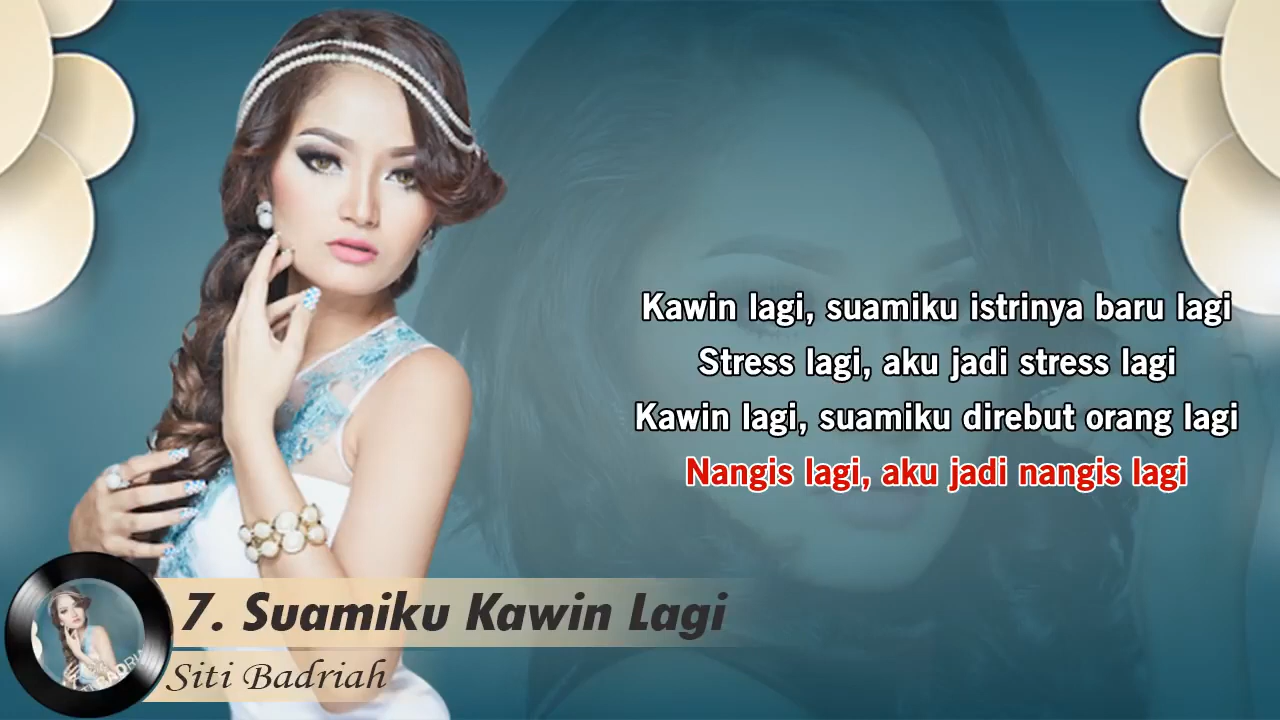 Kawin lagi, suamiku istrinya baru lagi
Stress lagi, aku jadi stress lagi
Kawin lagi, suamiku direbut orang lagi
Nangis lagi, aku jadi nangis lagi
7. Suamiku Kawin Lagi
Siti Badriah